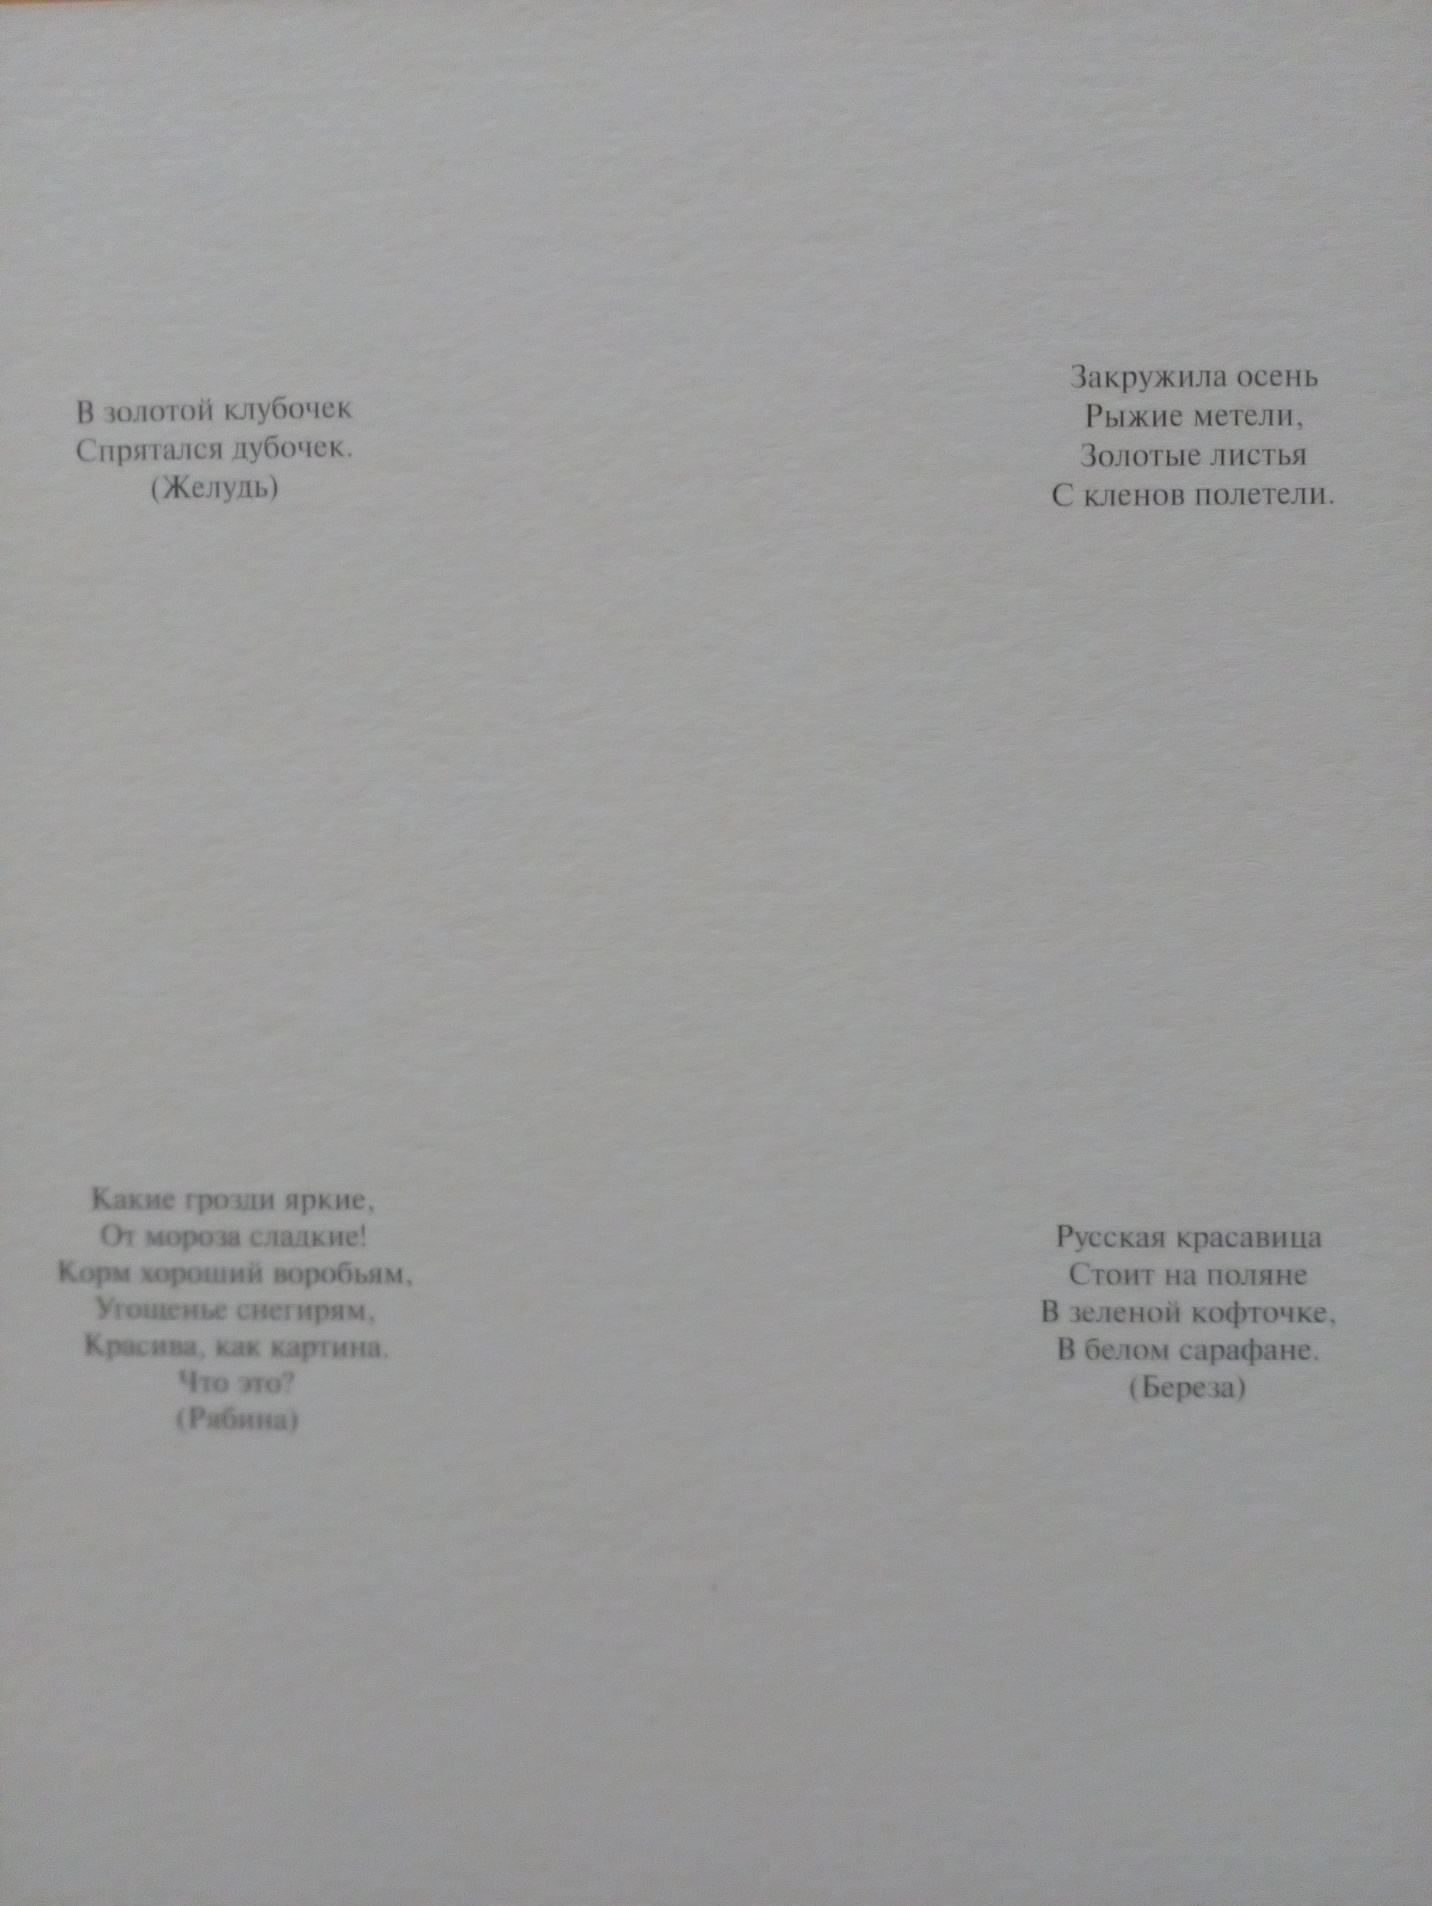 В золотой клубочек
Спрятался дубочек.
(Желудь)
Закружила осень
Рыжие метели,
Золотые листья
С кленов полетели.
Какие грозди яркие,
От мороза сладкие!
Корм хороший воробьям,
Угощенье снегирям,
Красива, как картина.
Что это?
(Рябина)
Русская красавица
Стоит на поляне
В зеленой кофточке,
В белом сарафане.
(Береза)